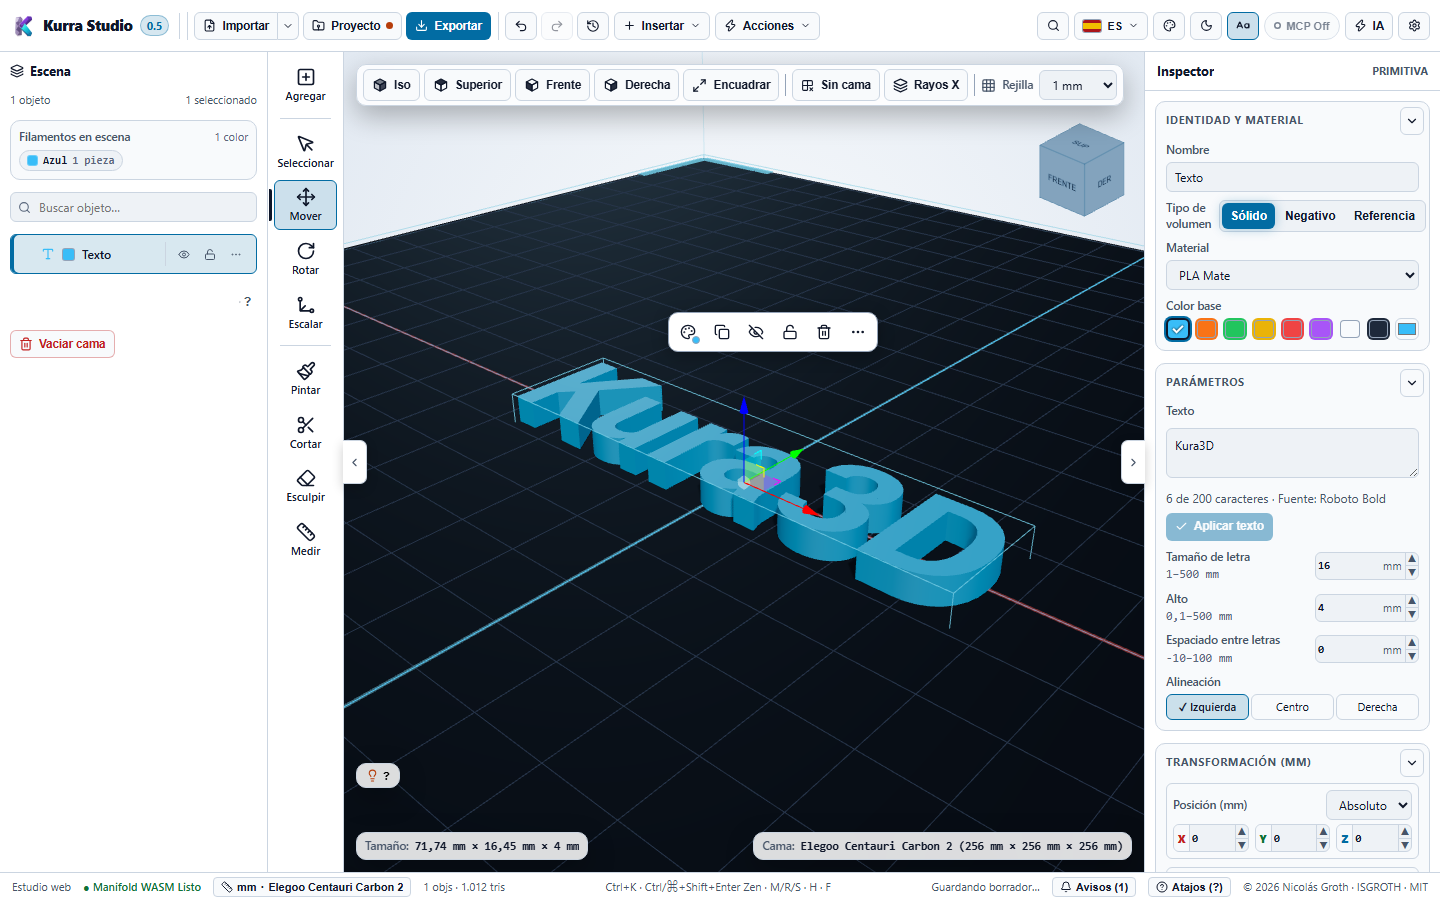 Kurra Studio 0.5 Importar Proyecto Exportar Insertar Acciones ES Aa MCP Off IA
Escena
1 objeto 1 seleccionado
Filamentos en escena 1 color
Azul 1 pieza
Buscar objeto...
T Texto
?
Vaciar cama
Agregar
Seleccionar
Mover
Rotar
Escalar
Pintar
Cortar
Esculpir
Medir
Iso Superior Frente Derecha Encuadrar Sin cama Rayos X Rejilla 1 mm
SUP
FRENTE DER
Kura3D
?
Tamaño: 71,74 mm × 16,45 mm × 4 mm
Cama: Elegoo Centauri Carbon 2 (256 mm × 256 mm × 256 mm)
Inspector PRIMITIVA
IDENTIDAD Y MATERIAL
Nombre
Texto
Tipo de volumen Sólido Negativo Referencia
Material
PLA Mate
Color base
PARÁMETROS
Texto
Kura3D
6 de 200 caracteres · Fuente: Roboto Bold
Aplicar texto
Tamaño de letra
1–500 mm
16 mm
Alto
0,1–500 mm
4 mm
Espaciado entre letras
-10–100 mm
0 mm
Alineación
✓ Izquierda Centro Derecha
TRANSFORMACIÓN (MM)
Posición (mm) Absoluto
X 0 Y 0 Z 0
Estudio web ● Manifold WASM Listo mm · Elegoo Centauri Carbon 2 1 objs · 1.012 tris Ctrl+K · Ctrl/⌘+Shift+Enter Zen · M/R/S · H · F Guardando borrador... Avisos (1) Atajos (?) © 2026 Nicolás Groth · ISGROTH · MIT